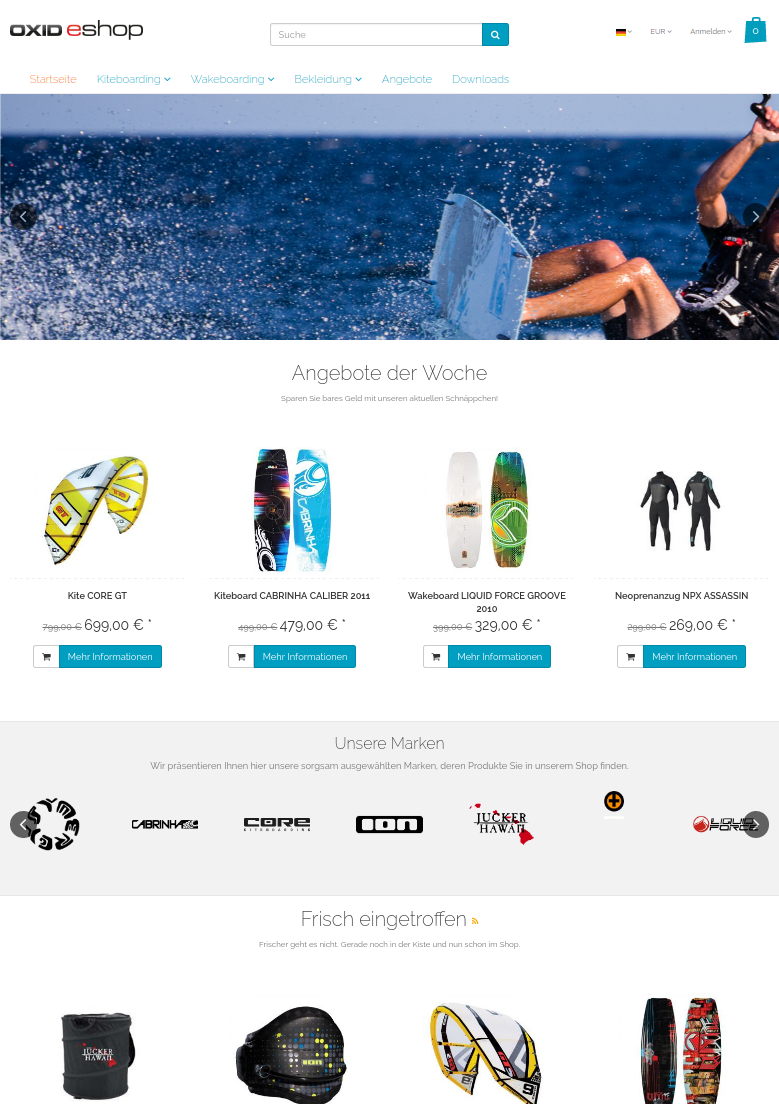 OXID eshop
Suche
EUR
Anmelden
0
Startseite Kiteboarding Wakeboarding Bekleidung Angebote Downloads
Angebote der Woche
Sparen Sie bares Geld mit unseren aktuellen Schnäppchen!
CABRINHA
Kite CORE GT
799,00 € 699,00 € *
Mehr Informationen
Kiteboard CABRINHA CALIBER 2011
499,00 € 479,00 € *
Mehr Informationen
Wakeboard LIQUID FORCE GROOVE
2010
399,00 € 329,00 € *
Mehr Informationen
Neoprenanzug NPX ASSASSIN
299,00 € 269,00 € *
Mehr Informationen
Unsere Marken
Wir präsentieren Ihnen hier unsere sorgsam ausgewählten Marken, deren Produkte Sie in unserem Shop finden.
CABRINHA
CORE
KITEBOARDING
ION
JUCKER
HAWAII
LIQUID
FORCE
Frisch eingetroffen
Frischer geht es nicht. Gerade noch in der Kiste und nun schon im Shop.
JUCKER
HAWAII
ION